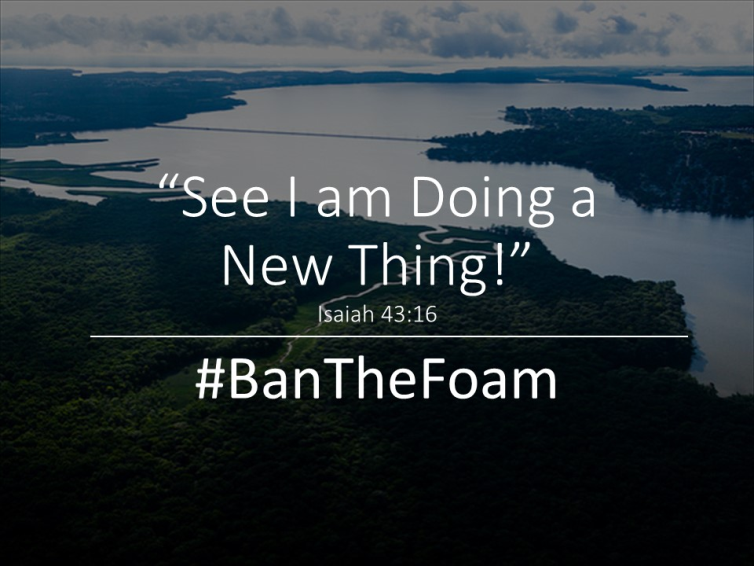 “See I am Doing a
New Thing!”
Isaiah 43:16
#BanTheFoam